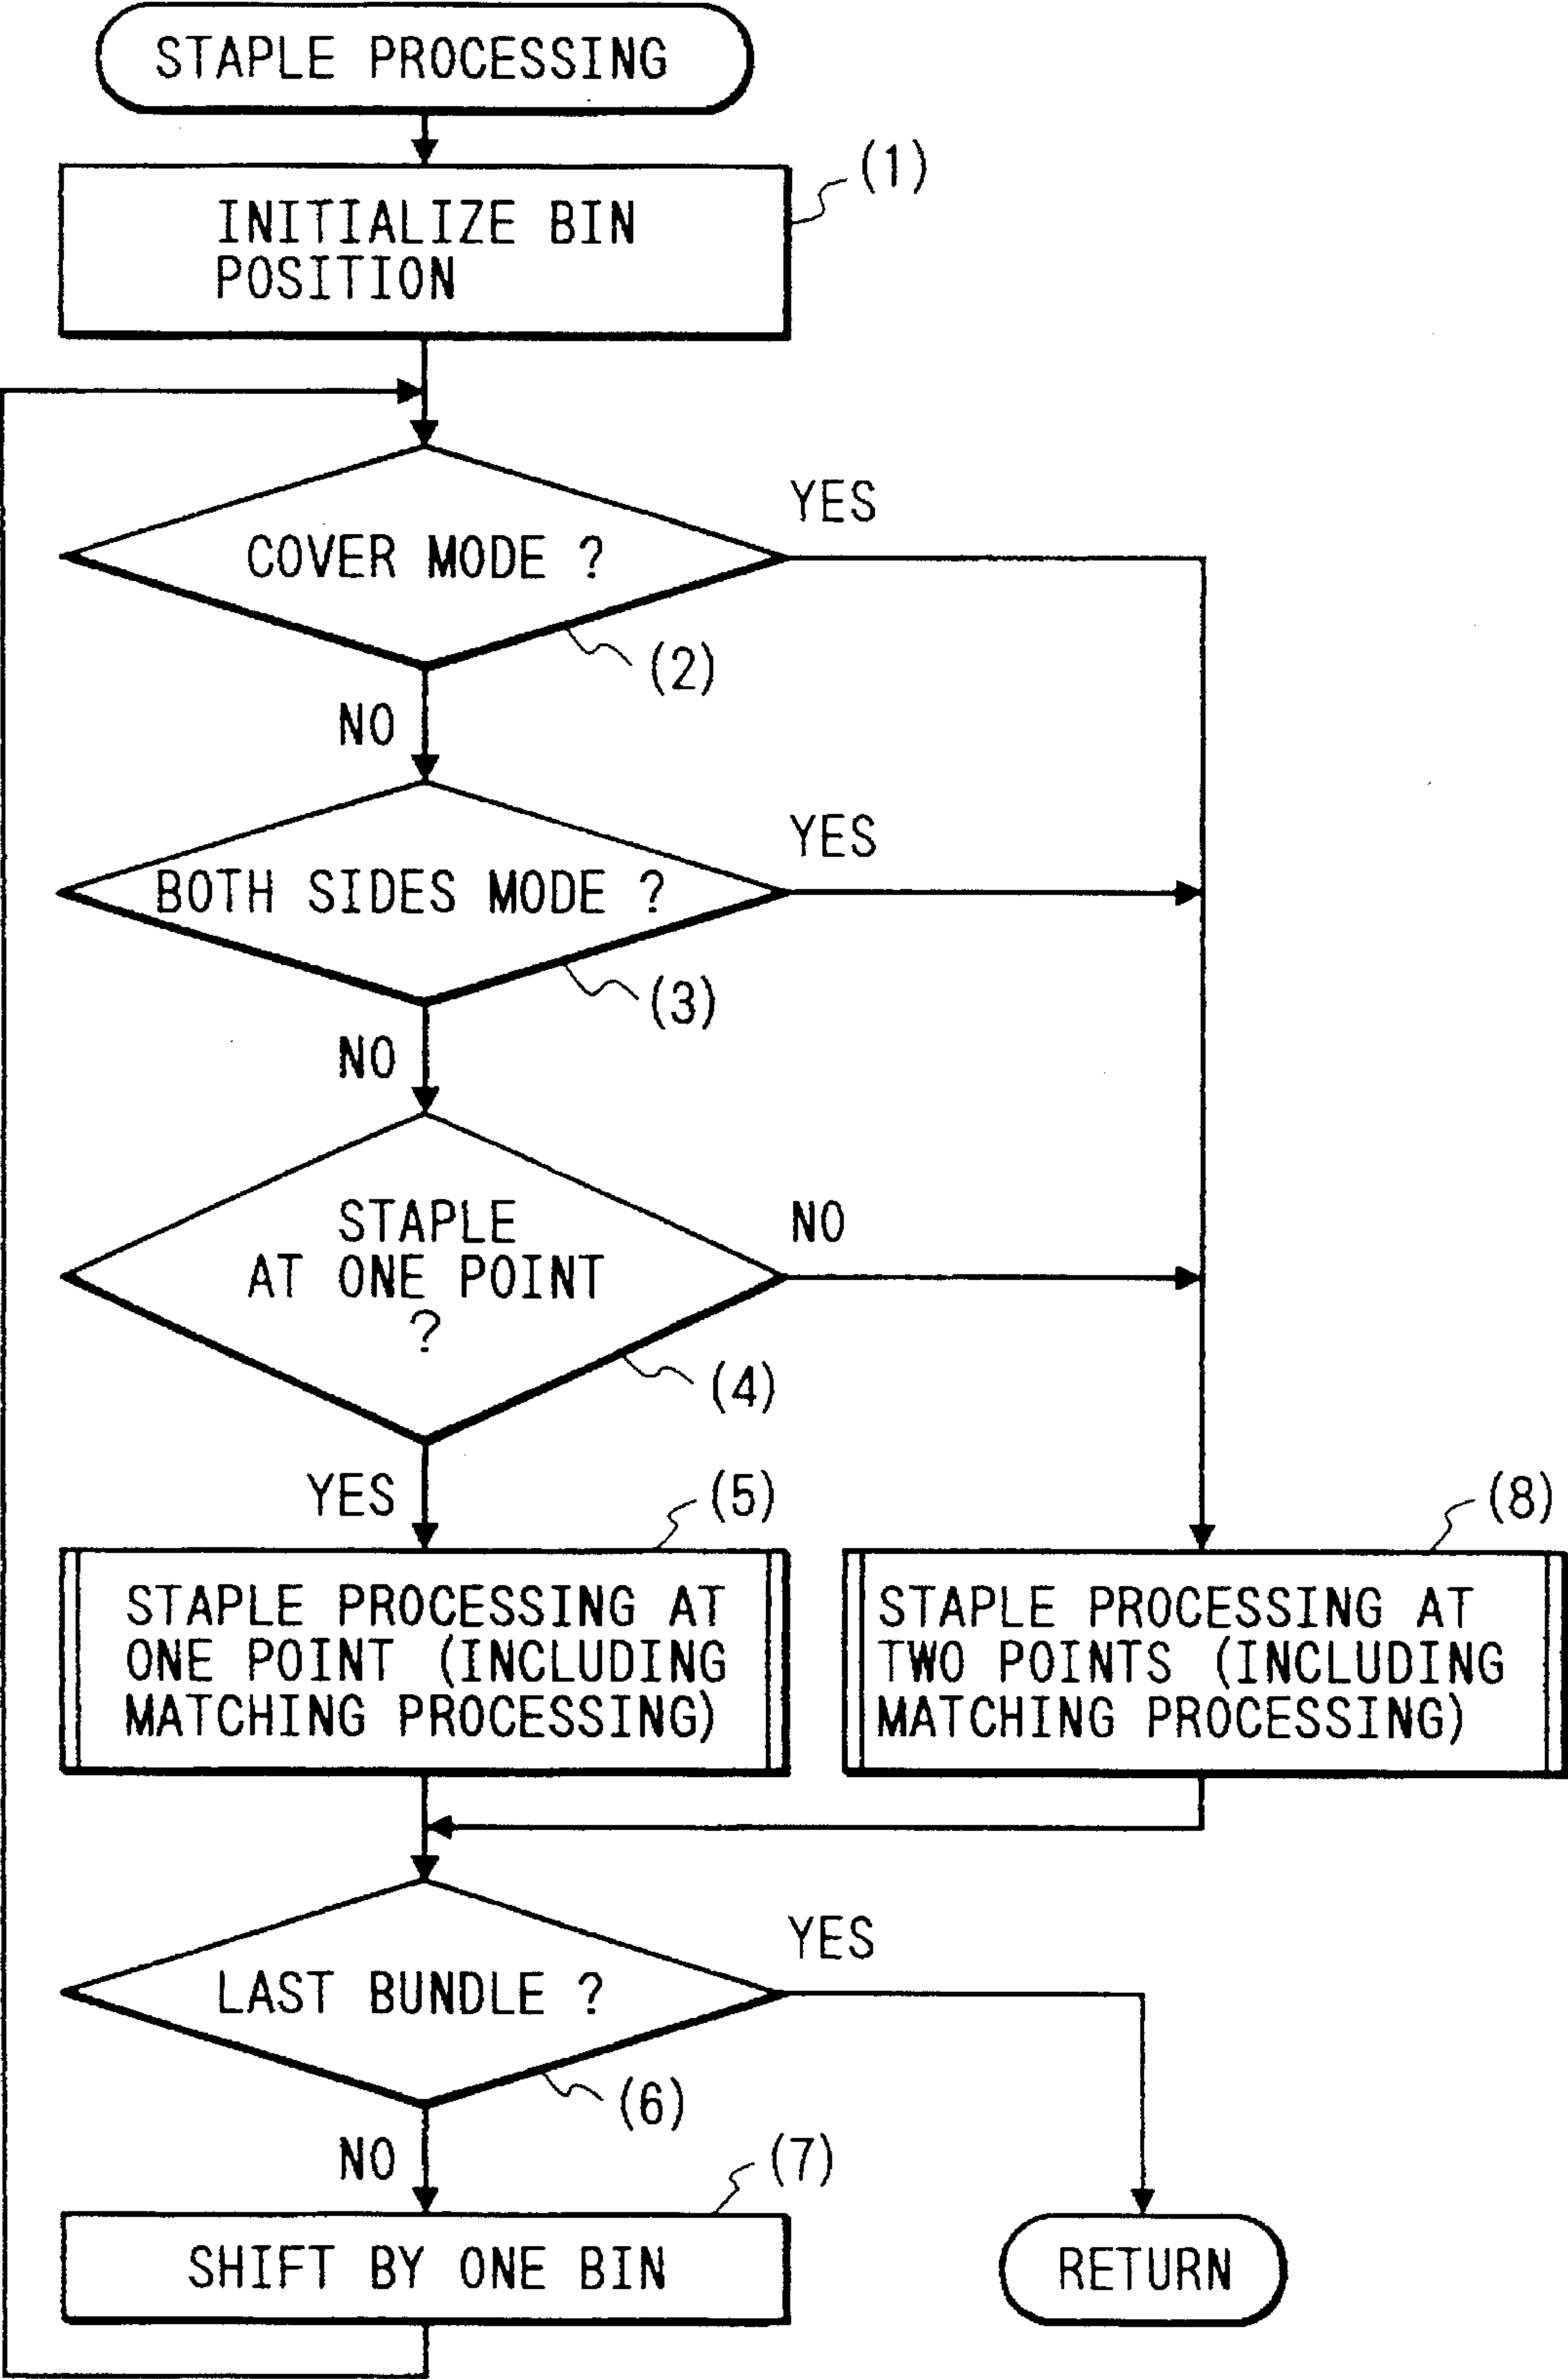 STAPLE PROCESSING
(1)
INITIALIZE BIN
POSITION
YES
COVER MODE ?
(2)
NO
YES
BOTH SIDES MODE ?
(3)
NO
STAPLE
AT ONE POINT
?
NO
(4)
YES
(5)
(8)
STAPLE PROCESSING AT
ONE POINT (INCLUDING
MATCHING PROCESSING)
STAPLE PROCESSING AT
TWO POINTS (INCLUDING
MATCHING PROCESSING)
YES
LAST BUNDLE ?
(6)
NO
(7)
SHIFT BY ONE BIN
RETURN